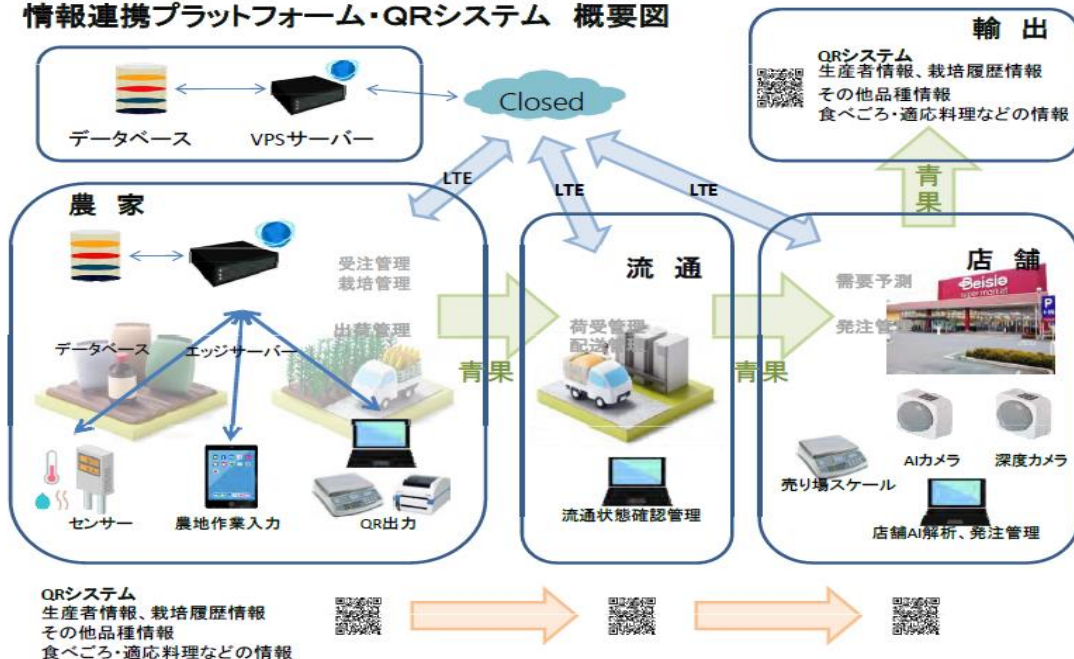 情報連携プラットフォーム・QRシステム 概要図
データベース
VPSサーバー
Closed
輸 出
QRシステム
生産者情報、栽培履歴情報
その他品種情報
食べごろ・適応料理などの情報
LTE
LTE
LTE
青果
農 家
受注管理
栽培管理
出荷管理
データベース
エッジサーバー
センサー
農地作業入力
QR出力
青果
流 通
荷受管理
配送管理
流通状態確認管理
青果
店 舗
需要予測
発注管
Beisia
super market
P
売り場スケール
AIカメラ
深度カメラ
店舗AI解析、発注管理
QRシステム
生産者情報、栽培履歴情報
その他品種情報
食べごろ・適応料理などの情報